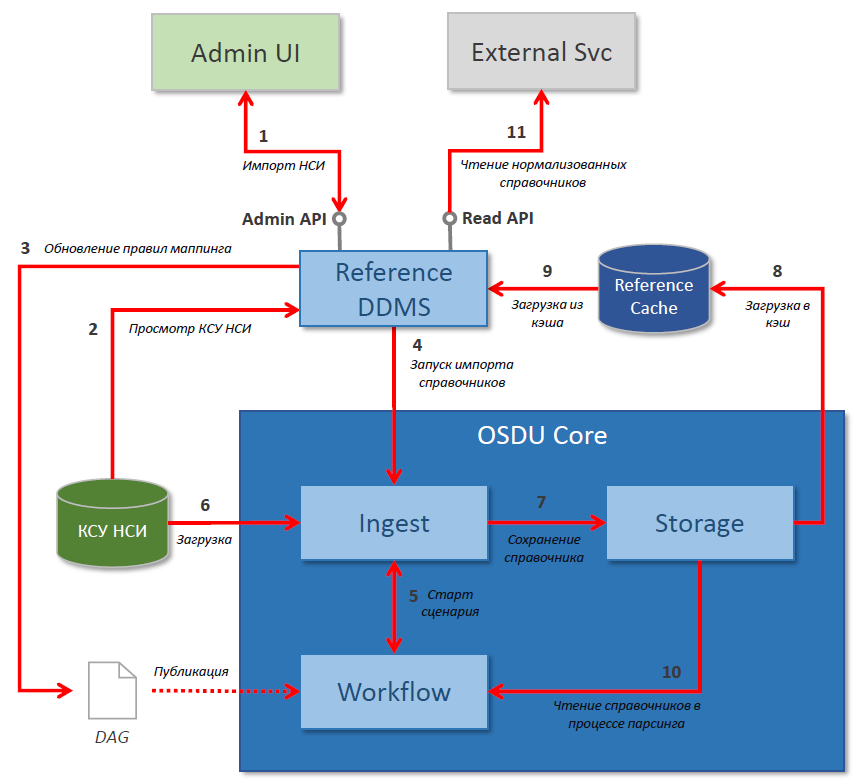 Admin UI
External Svc
1
Импорт НСИ
11
Чтение нормализованных
справочников
Admin API
Read API
3
Обновление правил маппинга
Reference
DDMS
9
Загрузка из
кэша
Reference
Cache
8
Загрузка в
кэш
2
Просмотр КСУ НСИ
4
Запуск импорта
справочников
OSDU Core
КСУ НСИ
6
Загрузка
Ingest
7
Сохранение
справочника
Storage
5
Старт
сценария
Публикация
DAG
Workflow
10
Чтение справочников в
процессе парсинга